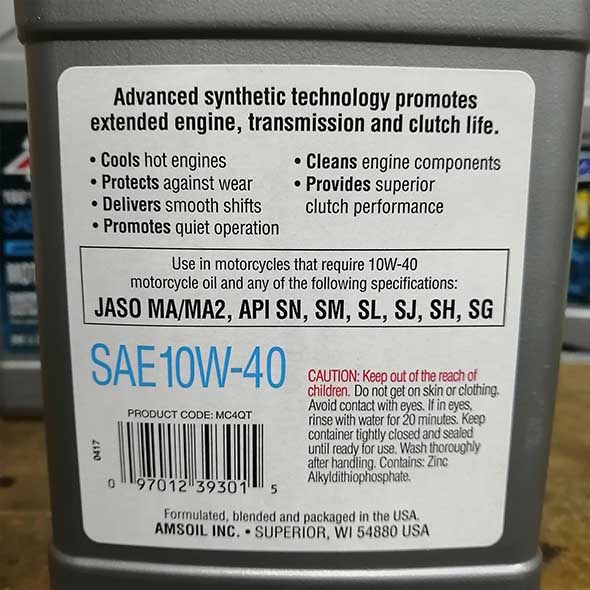 Advanced synthetic technology promotes
extended engine, transmission and clutch life.
• Cools hot engines
• Protects against wear
• Delivers smooth shifts
• Promotes quiet operation
• Cleans engine components
• Provides superior
clutch performance
Use in motorcycles that require 10W-40
motorcycle oil and any of the following specifications:
JASO MA/MA2, API SN, SM, SL, SJ, SH, SG
SAE10W-40
PRODUCT CODE: MC4QT
0417
0 97012 39301 5
CAUTION: Keep out of the reach of
children. Do not get on skin or clothing.
Avoid contact with eyes. If in eyes,
rinse with water for 20 minutes. Keep
container tightly closed and sealed
until ready for use. Wash thoroughly
after handling. Contains: Zinc
Alkyldithiophosphate.
Formulated, blended and packaged in the USA.
AMSOIL INC. • SUPERIOR, WI 54880 USA